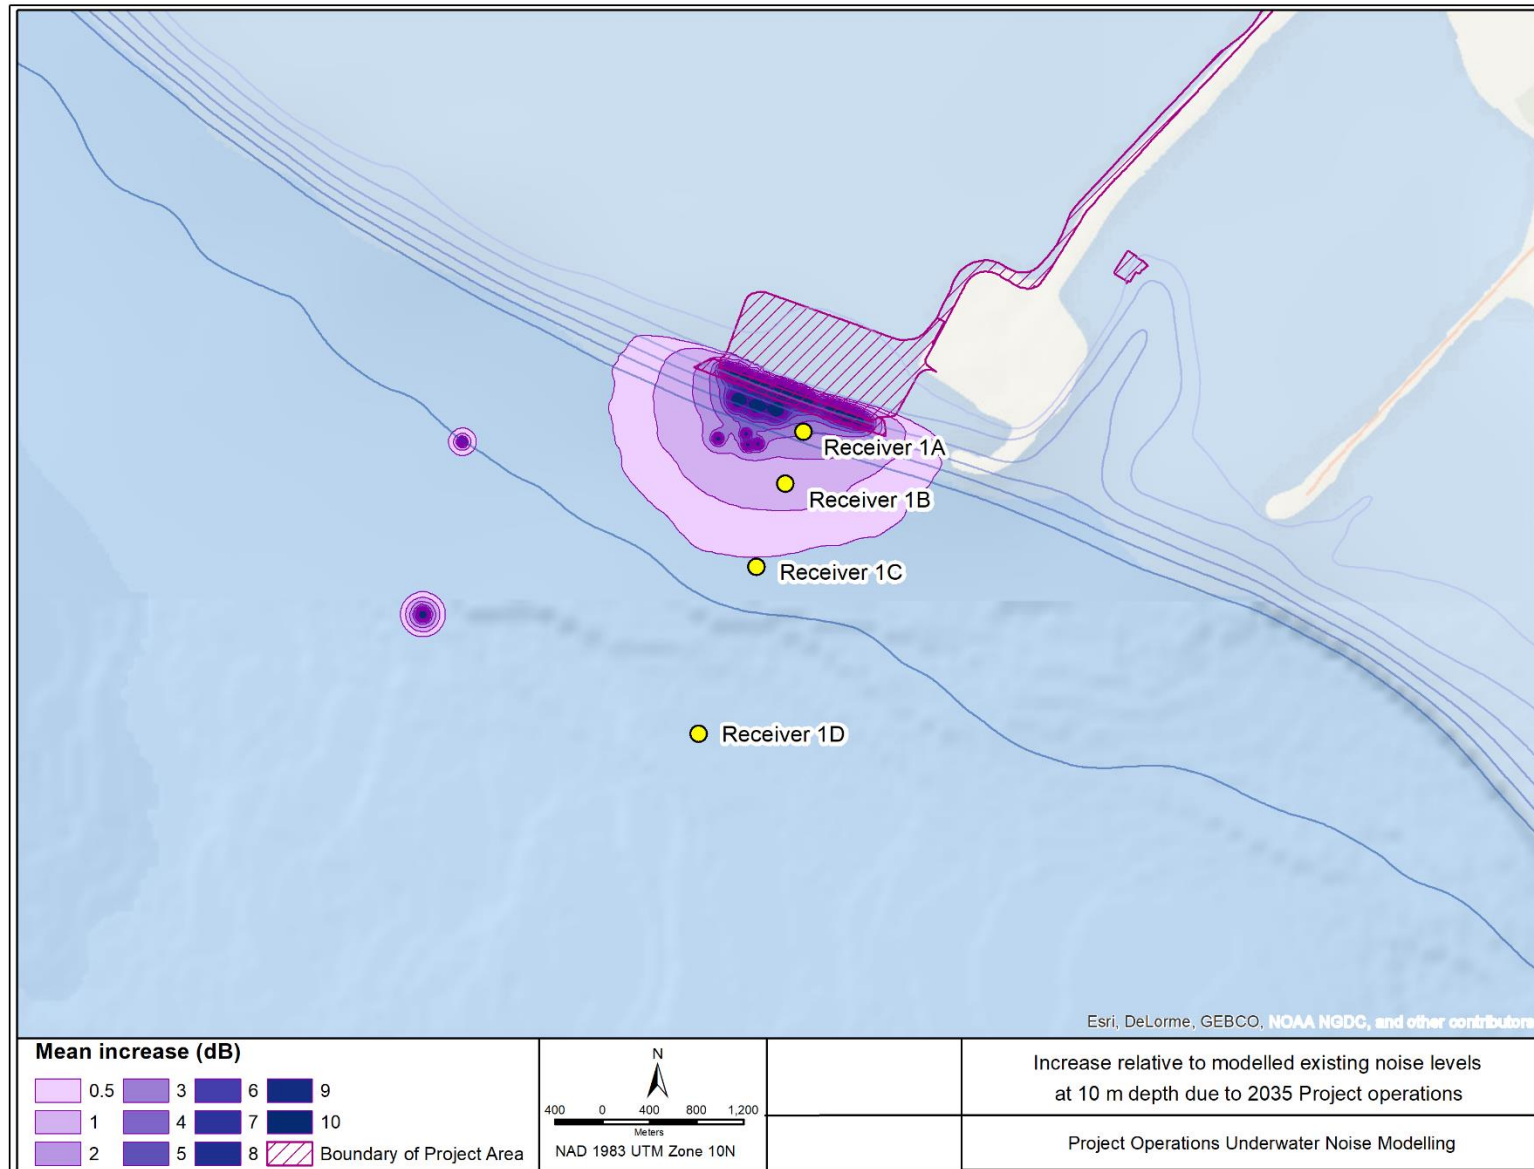 Receiver 1A
Receiver 1B
Receiver 1C
Receiver 1D
Esri, DeLorme, GEBCO, NOAA NGDC, and other contributors
Mean increase (dB)
0.5 3 6 9
1 4 7 10
2 5 8 Boundary of Project Area
N
400 0 400 800 1,200
Meters
NAD 1983 UTM Zone 10N
Increase relative to modelled existing noise levels
at 10 m depth due to 2035 Project operations
Project Operations Underwater Noise Modelling